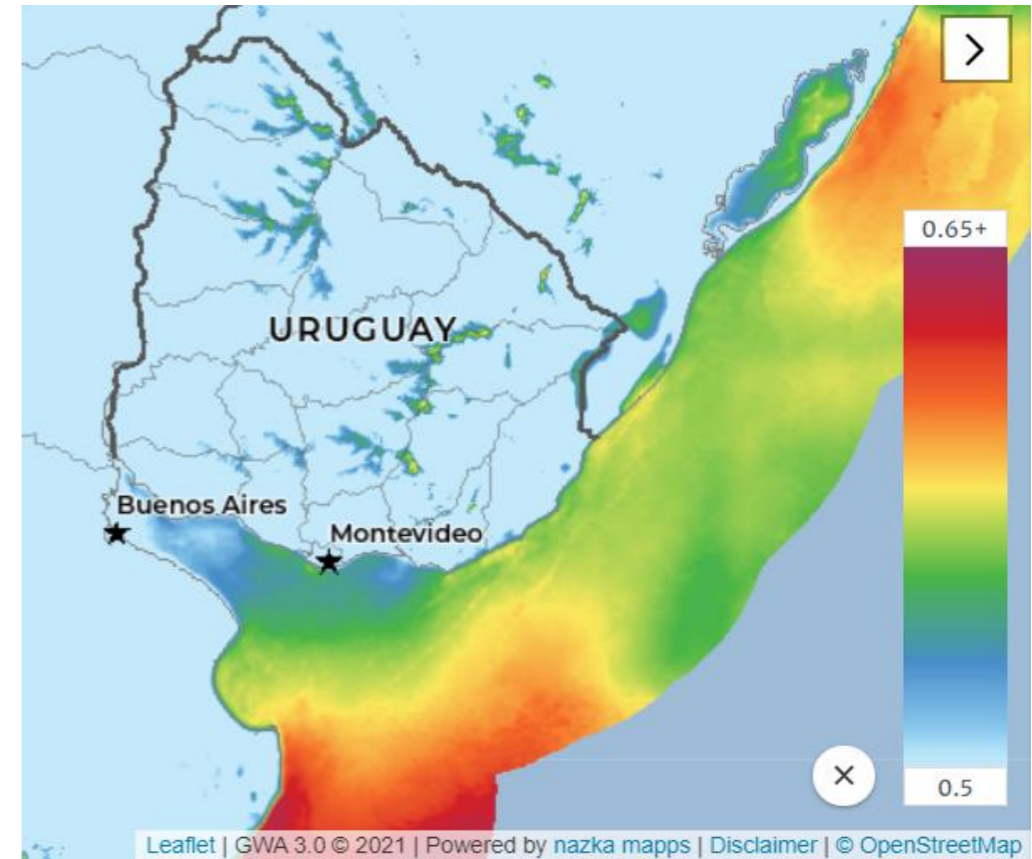 0.65+
URUGUAY
Buenos Aires
Montevideo
0.5
Leaflet | GWA 3.0 © 2021 | Powered by nazka mapps | Disclaimer | © OpenStreetMap